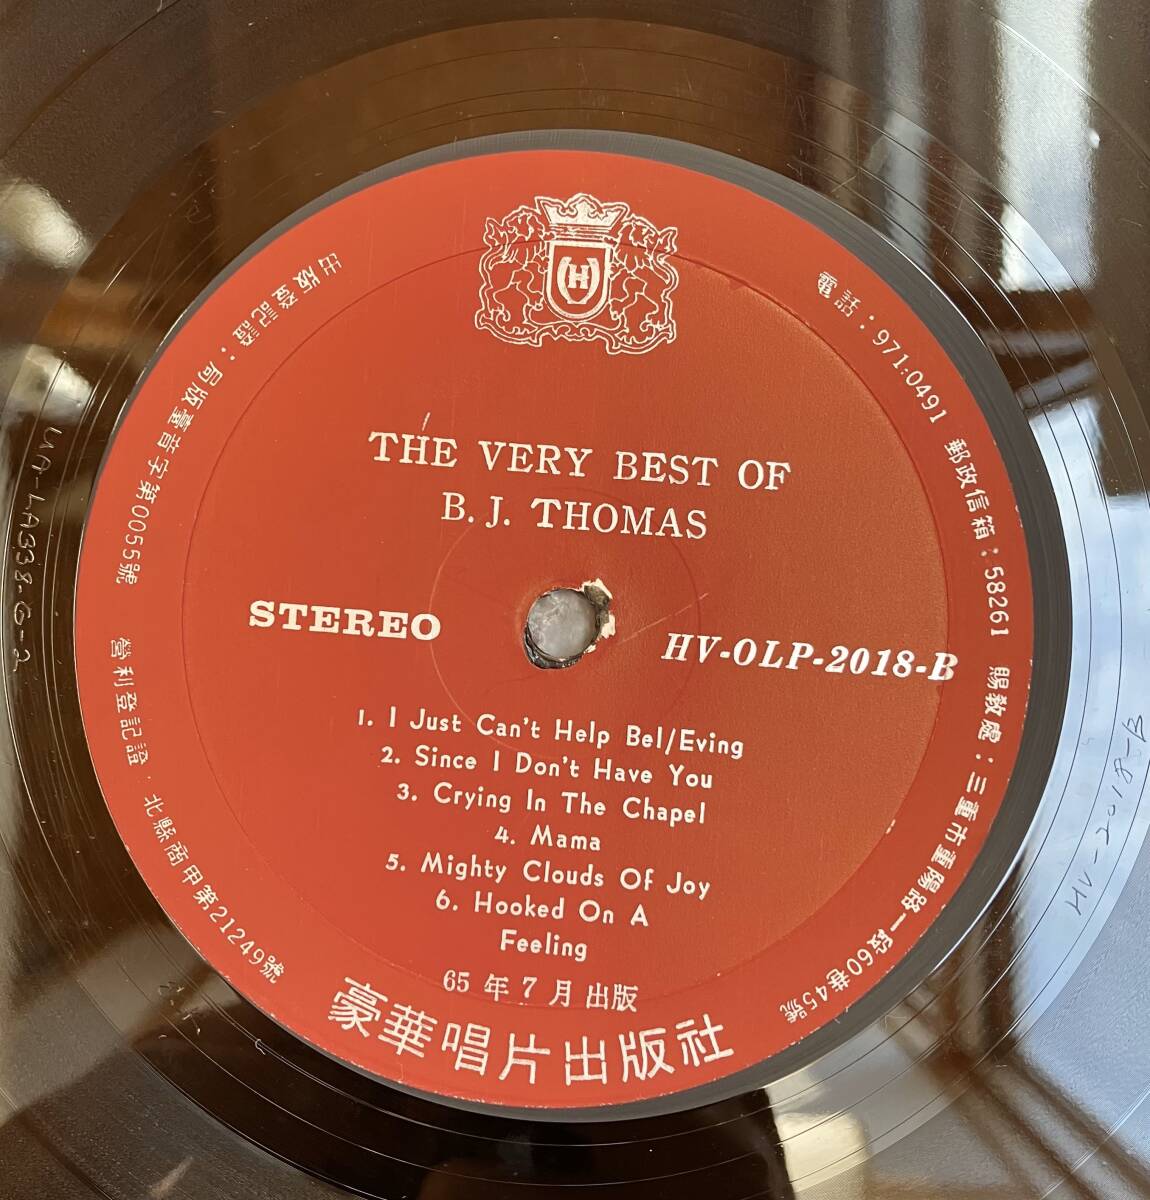 H
THE VERY BEST OF
B. J. THOMAS
STEREO
HV-OLP-2018-B
1. I Just Can't Help Bel/Eving
2. Since I Don't Have You
3. Crying In The Chapel
4. Mama
5. Mighty Clouds Of Joy
6. Hooked On A
Feeling
65 年 7 月 出版
豪華唱片出版社
出版登記證：局版臺音字第0055號
營利登記證．北縣商甲第21249號
電話：971:0491 郵政信箱：58261 賜教處：三重市重陽路一段60巷45號
UA-LA338-G-2
HV-2018-B